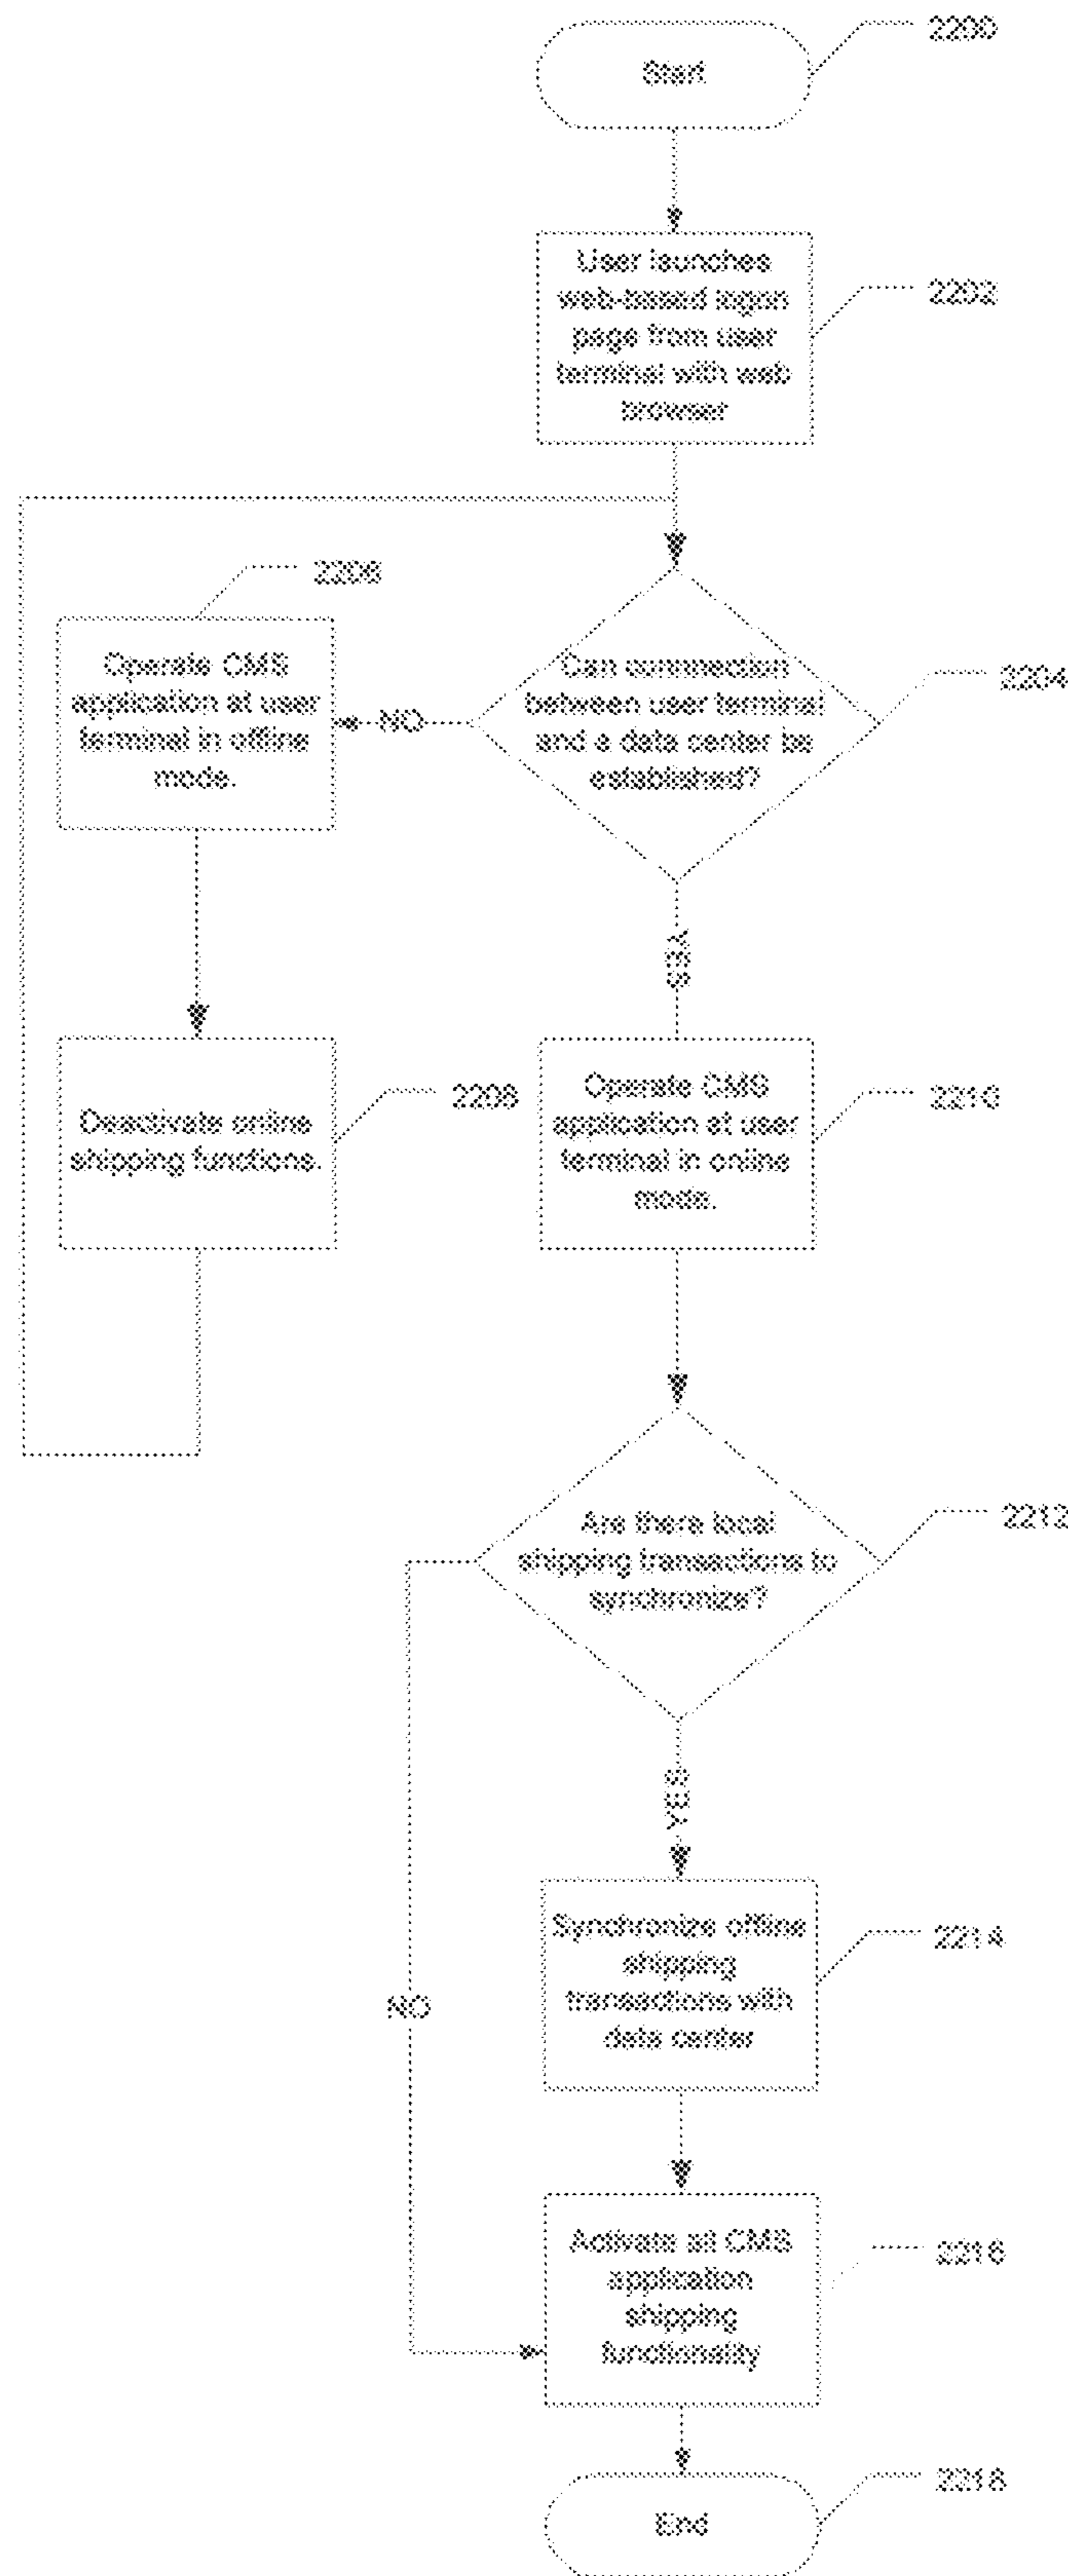 Start
2200
User launches
web-based logon
page from user
terminal with web
browser
2202
2206
Operate CMS
application at user
terminal in offline
mode.
NO
Can connection
between user terminal
and a data center be
established?
2204
YES
Deactivate online
shipping functions.
2208
Operate CMS
application at user
terminal in online
mode.
2210
Are there local
shipping transactions to
synchronize?
2212
YES
NO
Synchronize offline
shipping
transactions with
data center
2214
Activate all CMS
application
shipping
functionality
2216
End
2218